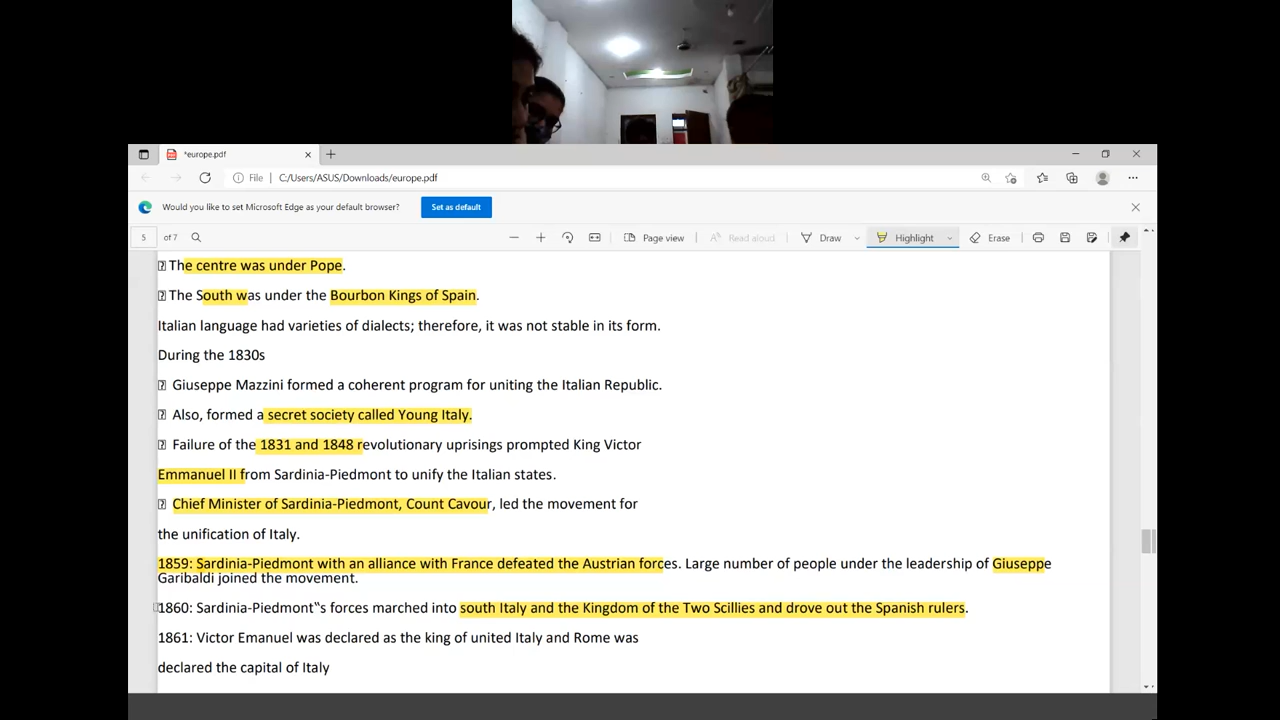 *europe.pdf
File C:/Users/ASUS/Downloads/europe.pdf
Would you like to set Microsoft Edge as your default browser? Set as default
5 of 7 Page view Read aloud Draw Highlight Erase
The centre was under Pope.
The South was under the Bourbon Kings of Spain.
Italian language had varieties of dialects; therefore, it was not stable in its form.
During the 1830s
Giuseppe Mazzini formed a coherent program for uniting the Italian Republic.
Also, formed a secret society called Young Italy.
Failure of the 1831 and 1848 revolutionary uprisings prompted King Victor
Emmanuel II from Sardinia-Piedmont to unify the Italian states.
Chief Minister of Sardinia-Piedmont, Count Cavour, led the movement for
the unification of Italy.
1859: Sardinia-Piedmont with an alliance with France defeated the Austrian forces. Large number of people under the leadership of Giuseppe
Garibaldi joined the movement.
1860: Sardinia-Piedmont‟s forces marched into south Italy and the Kingdom of the Two Scillies and drove out the Spanish rulers.
1861: Victor Emanuel was declared as the king of united Italy and Rome was
declared the capital of Italy